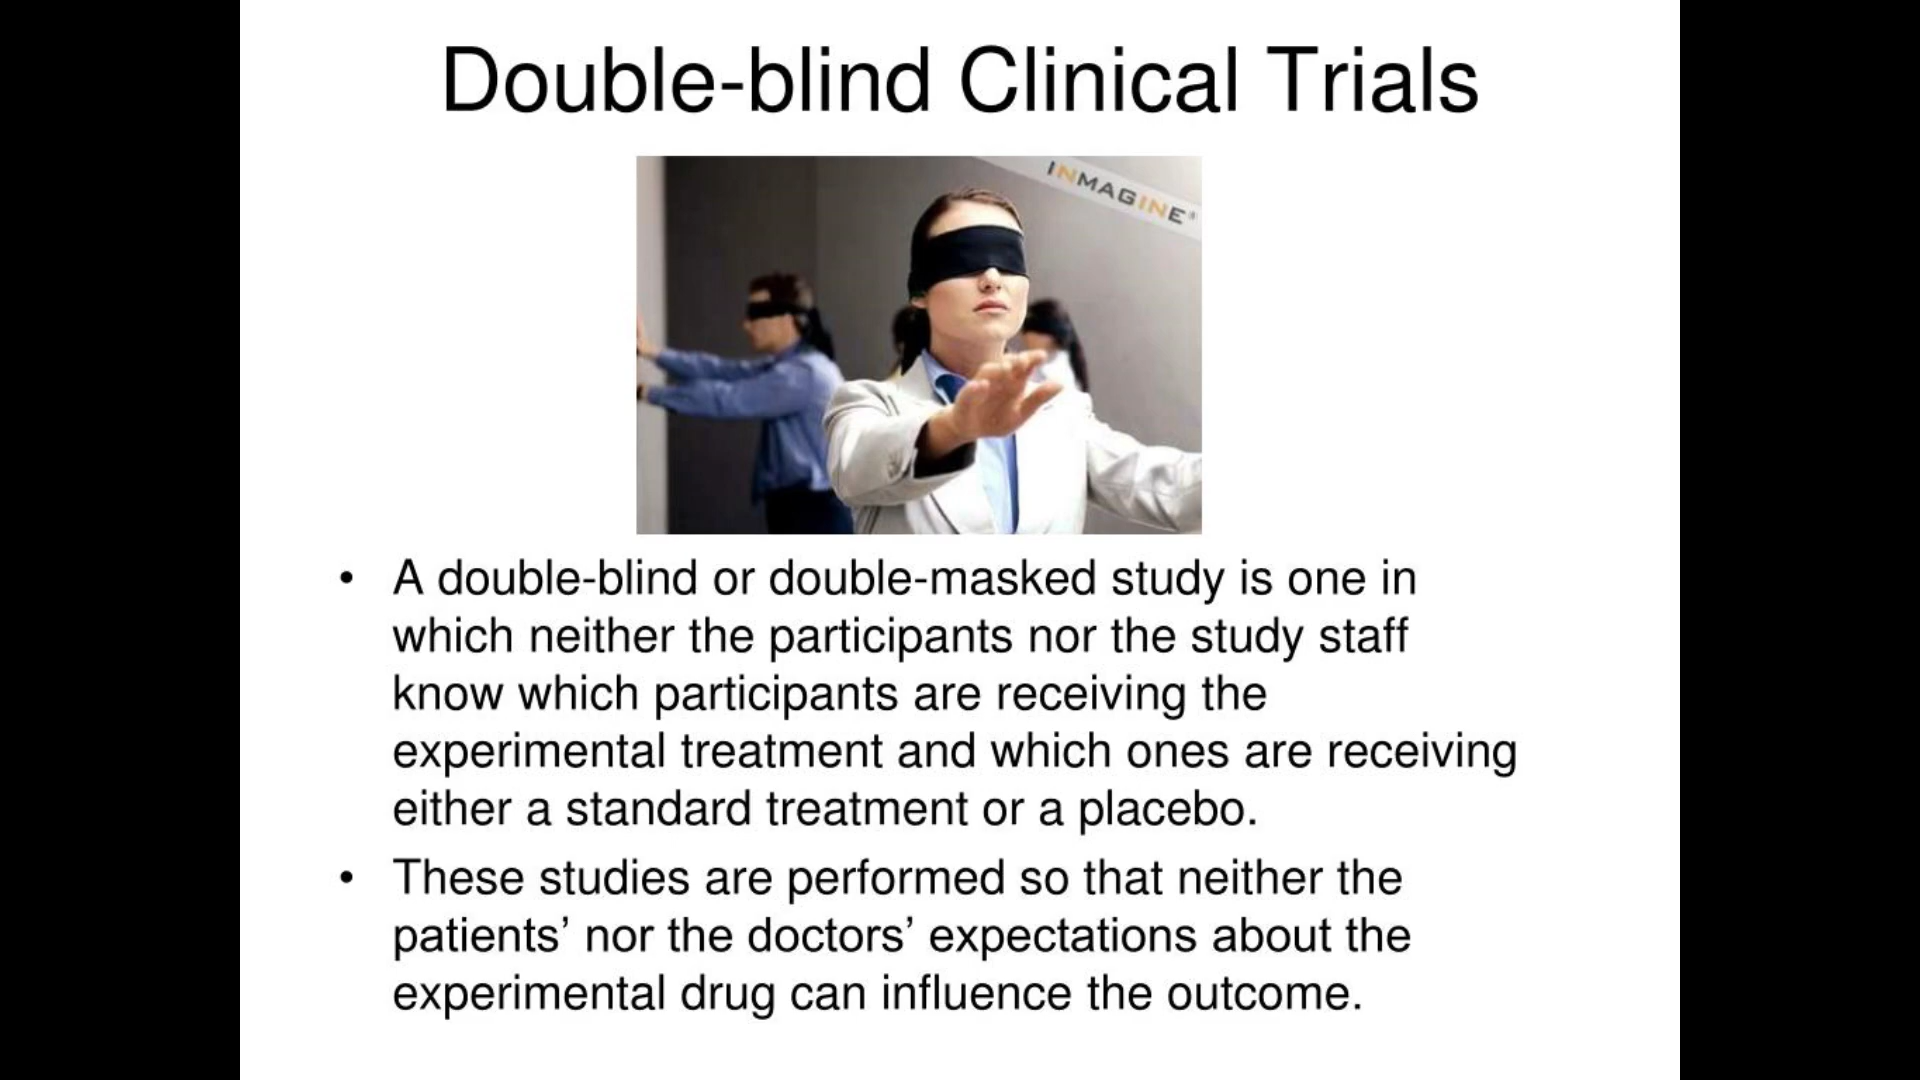 Double-blind Clinical Trials
INMAGINE®
• A double-blind or double-masked study is one in
which neither the participants nor the study staff
know which participants are receiving the
experimental treatment and which ones are receiving
either a standard treatment or a placebo.
• These studies are performed so that neither the
patients’ nor the doctors’ expectations about the
experimental drug can influence the outcome.